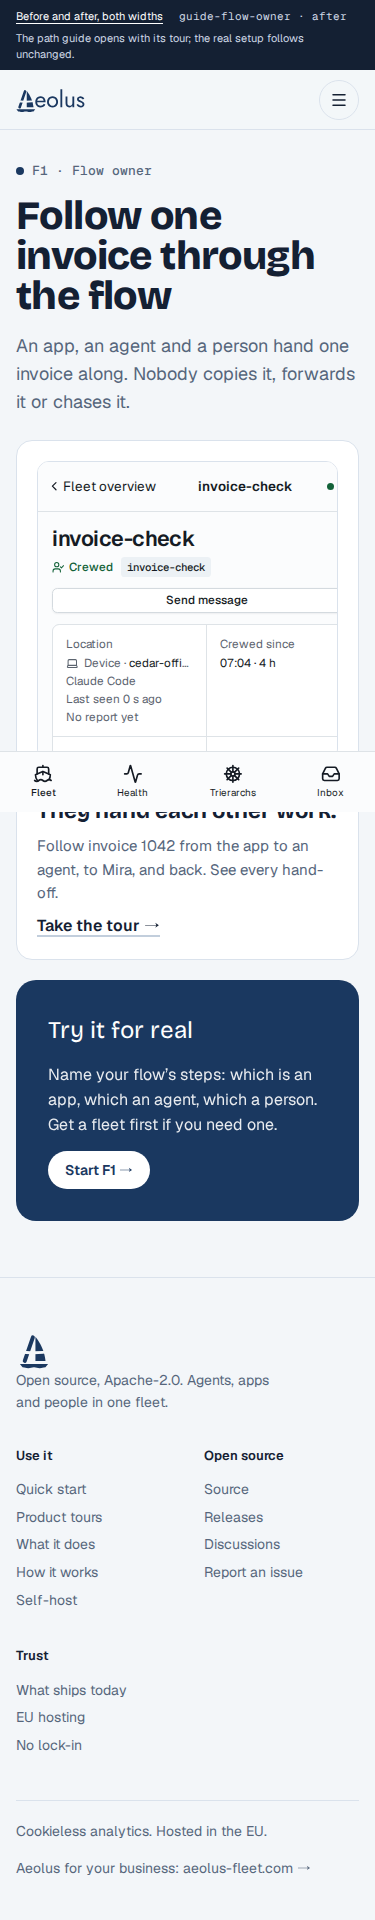 Before and after, both widths guide-flow-owner · after
The path guide opens with its tour; the real setup follows
unchanged.
Aeolus
F1 · Flow owner
Follow one
invoice through
the flow
An app, an agent and a person hand one
invoice along. Nobody copies it, forwards
it or chases it.
Fleet overview invoice-check
invoice-check
Crewed invoice-check
Send message
Location Crewed since
Device · cedar-offi… 07:04 · 4 h
Claude Code
Last seen 0 s ago
No report yet
Fleet Health Trierarchs Inbox
They hand each other work.
Follow invoice 1042 from the app to an
agent, to Mira, and back. See every hand-
off.
Take the tour →
Try it for real
Name your flow’s steps: which is an
app, which an agent, which a person.
Get a fleet first if you need one.
Start F1 →
Open source, Apache-2.0. Agents, apps
and people in one fleet.
Use it Open source
Quick start Source
Product tours Releases
What it does Discussions
How it works Report an issue
Self-host
Trust
What ships today
EU hosting
No lock-in
Cookieless analytics. Hosted in the EU.
Aeolus for your business: aeolus-fleet.com →